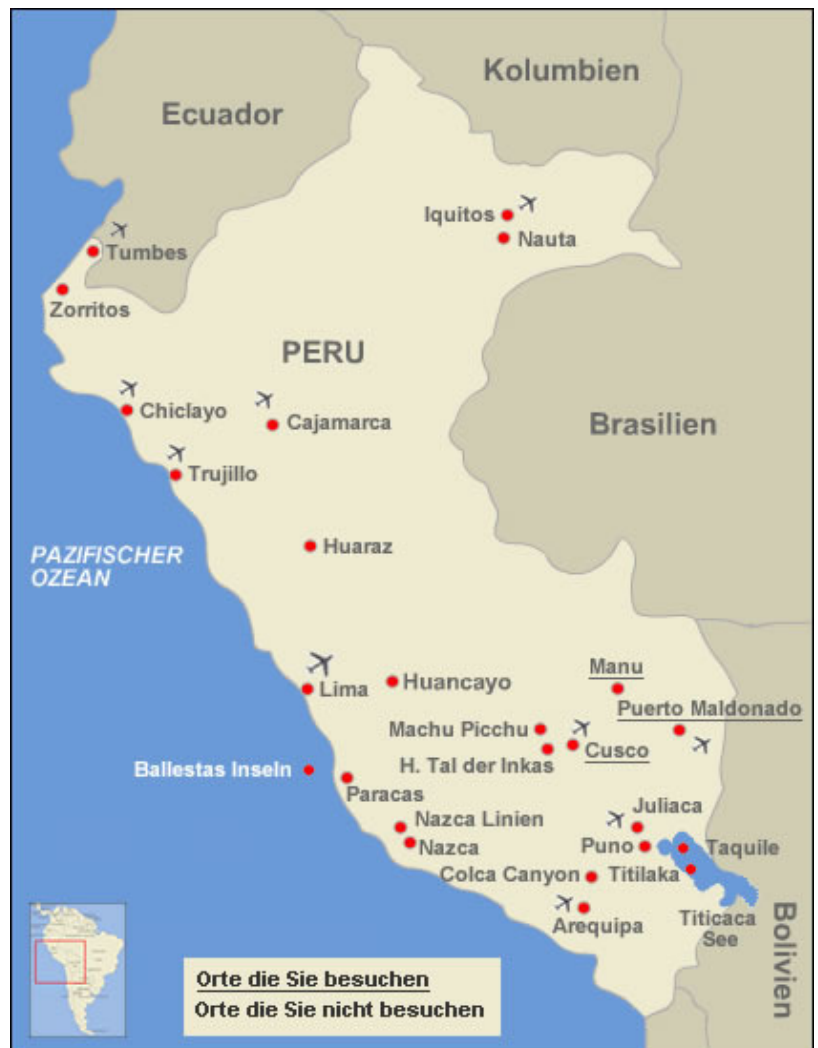 Kolumbien
Ecuador
Iquitos
Nauta
Tumbes
Zorritos
PERU
Chiclayo
Cajamarca
Brasilien
Trujillo
PAZIFISCHER
OZEAN
Huaraz
Manu
Lima
Huancayo
Puerto Maldonado
Machu Picchu
Cusco
H. Tal der Inkas
Ballestas Inseln
Paracas
Juliaca
Nazca Linien
Puno
Taquile
Nazca
Colca Canyon
Titilaka
Arequipa
Titicaca
See
Bolivien
Orte die Sie besuchen
Orte die Sie nicht besuchen